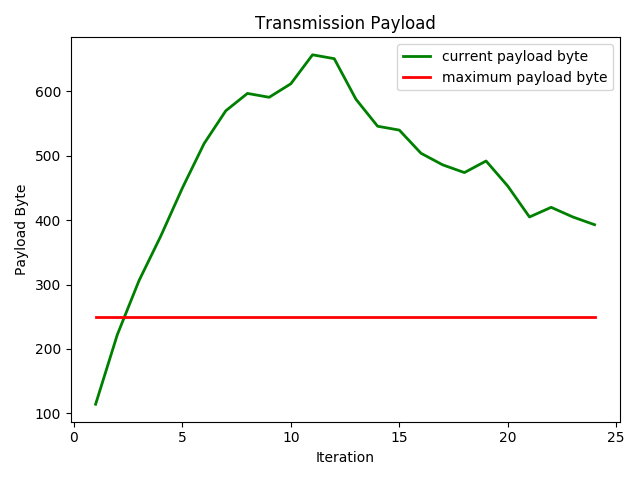 Transmission Payload
current payload byte
maximum payload byte
Payload Byte
600
500
400
300
200
100
0 5 10 15 20 25
Iteration